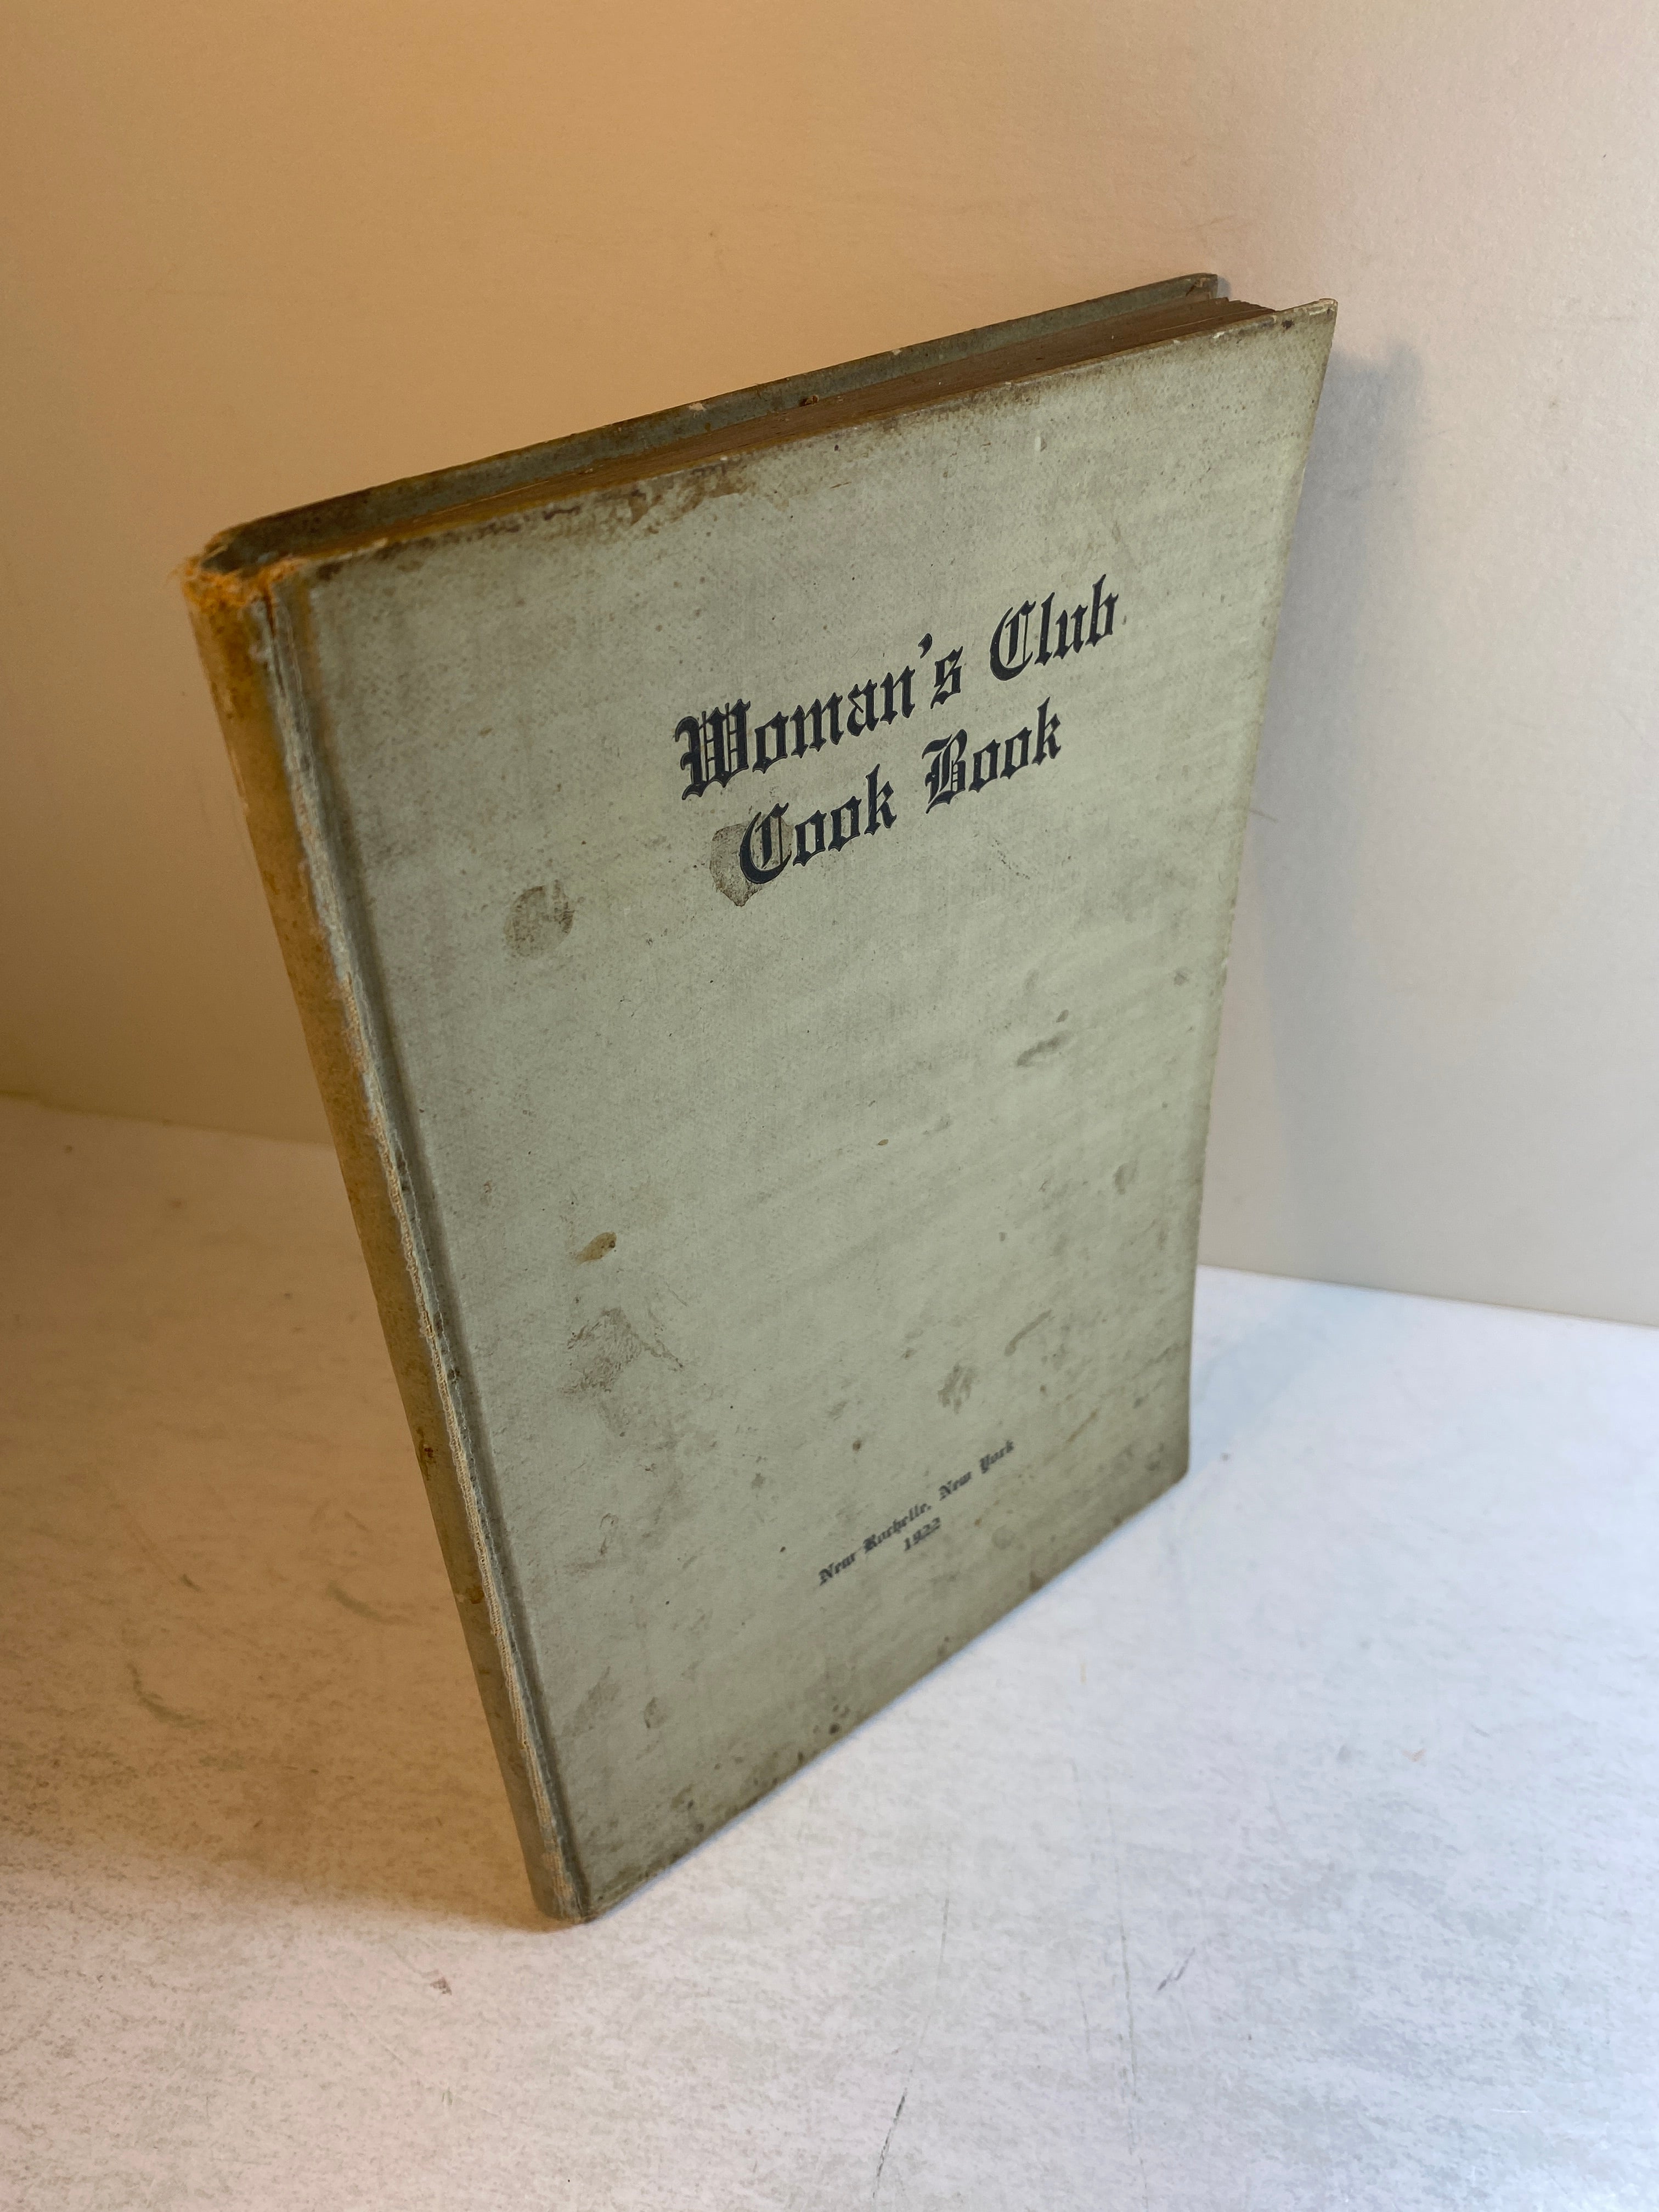 Woman's Club
Cook Book
New Rochelle, New York
1922